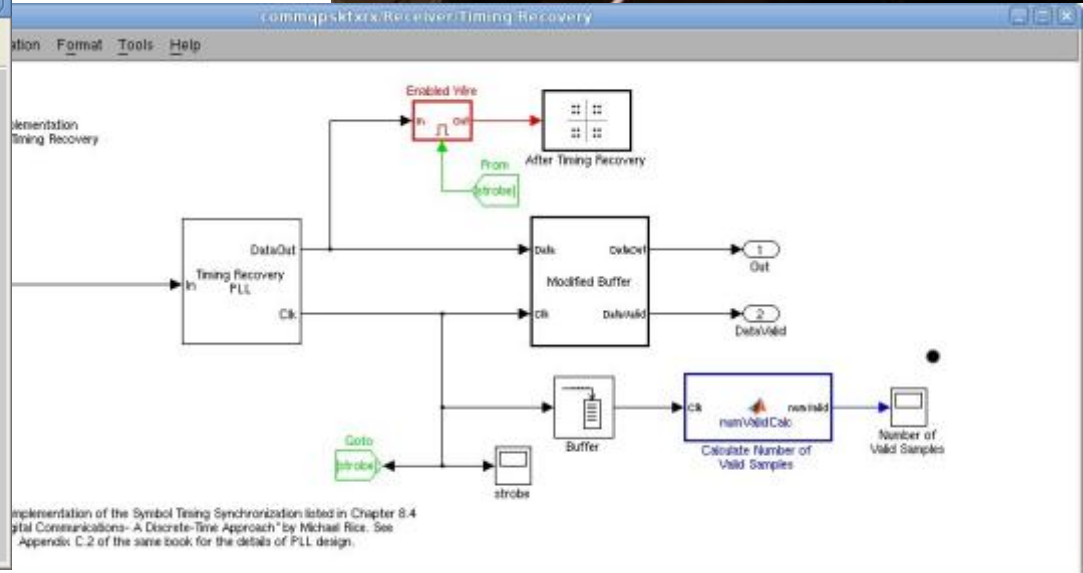 commqpsktxrx/Receiver/Timing Recovery
ation Format Tools Help
plementation
Timing Recovery
Enabled Wire
In Out
After Timing Recovery
From
[strobe]
DataOut
Timing Recovery
PLL
In
Clk
Data DataOut
Modified Buffer
Clk DataValid
1
Out
2
DataValid
Buffer
Clk numValid
numValidCalc
Calculate Number of
Valid Samples
Number of
Valid Samples
Goto
[strobe]
strobe
mplementation of the Symbol Timing Synchronization listed in Chapter 8.4
gital Communications- A Discrete-Time Approach" by Michael Rice. See
Appendix C.2 of the same book for the details of PLL design.